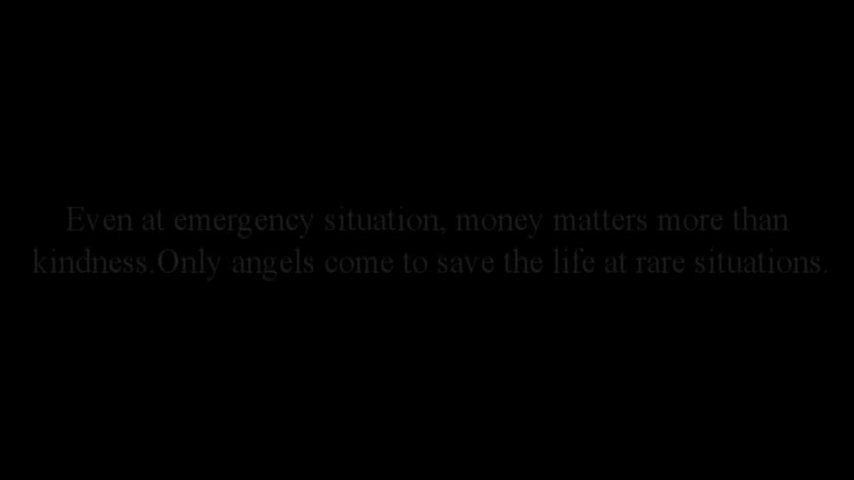 Even at emergency situation, money matters more than
kindness.Only angels come to save the life at rare situations.